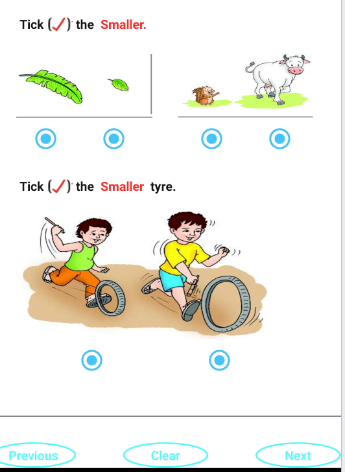 Tick (✓) the Smaller.
Tick (✓) the Smaller tyre.
Previous Clear Next